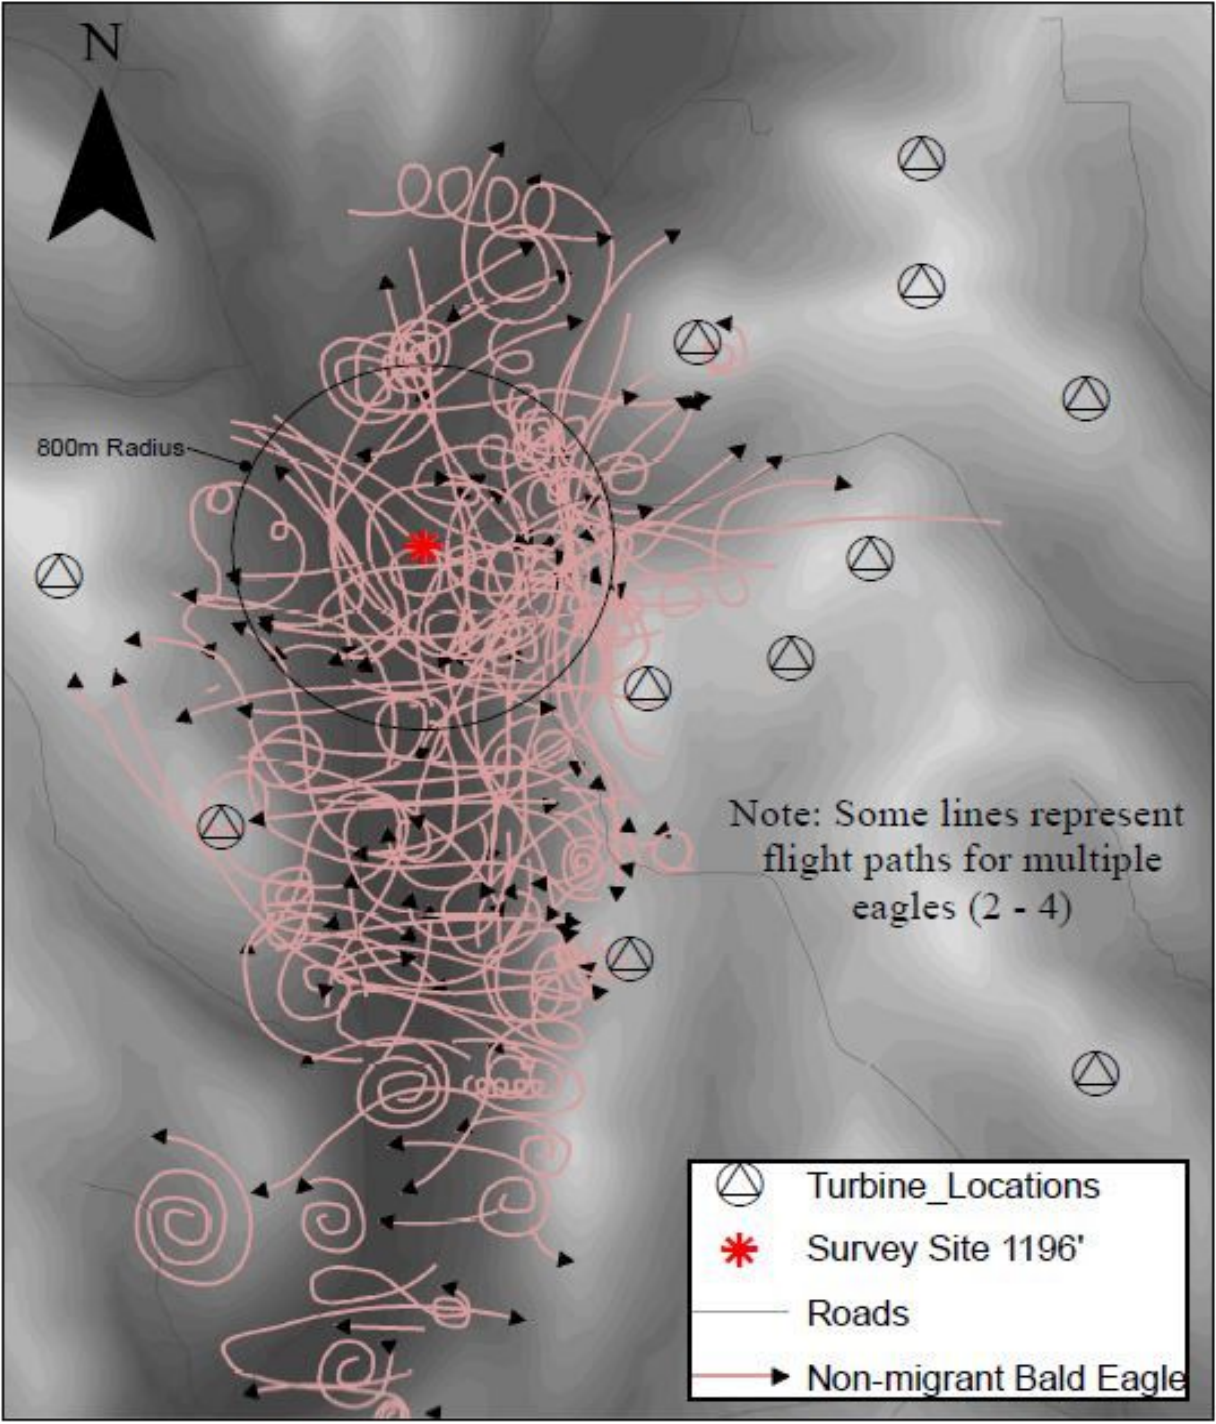 N
800m Radius
Note: Some lines represent
flight paths for multiple
eagles (2 - 4)
Turbine_Locations
Survey Site 1196'
Roads
Non-migrant Bald Eagle